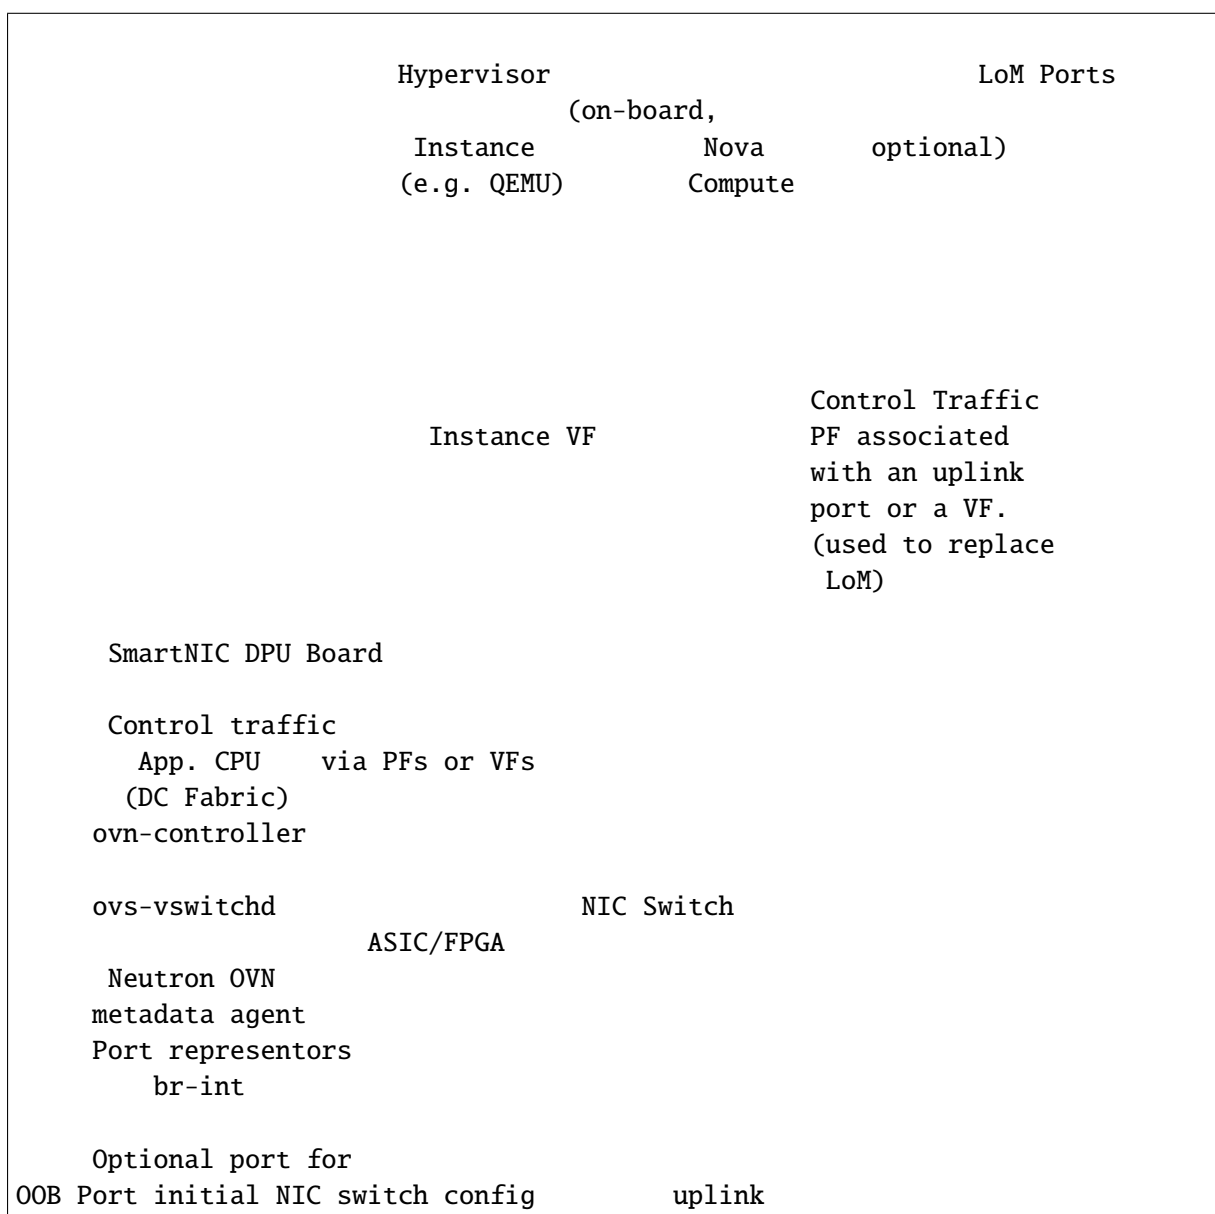 Hypervisor LoM Ports
(on-board,
Instance Nova optional)
(e.g. QEMU) Compute
Control Traffic
Instance VF PF associated
with an uplink
port or a VF.
(used to replace
LoM)
SmartNIC DPU Board
Control traffic
App. CPU via PFs or VFs
(DC Fabric)
ovn-controller
ovs-vswitchd NIC Switch
ASIC/FPGA
Neutron OVN
metadata agent
Port representors
br-int
Optional port for
OOB Port initial NIC switch config uplink